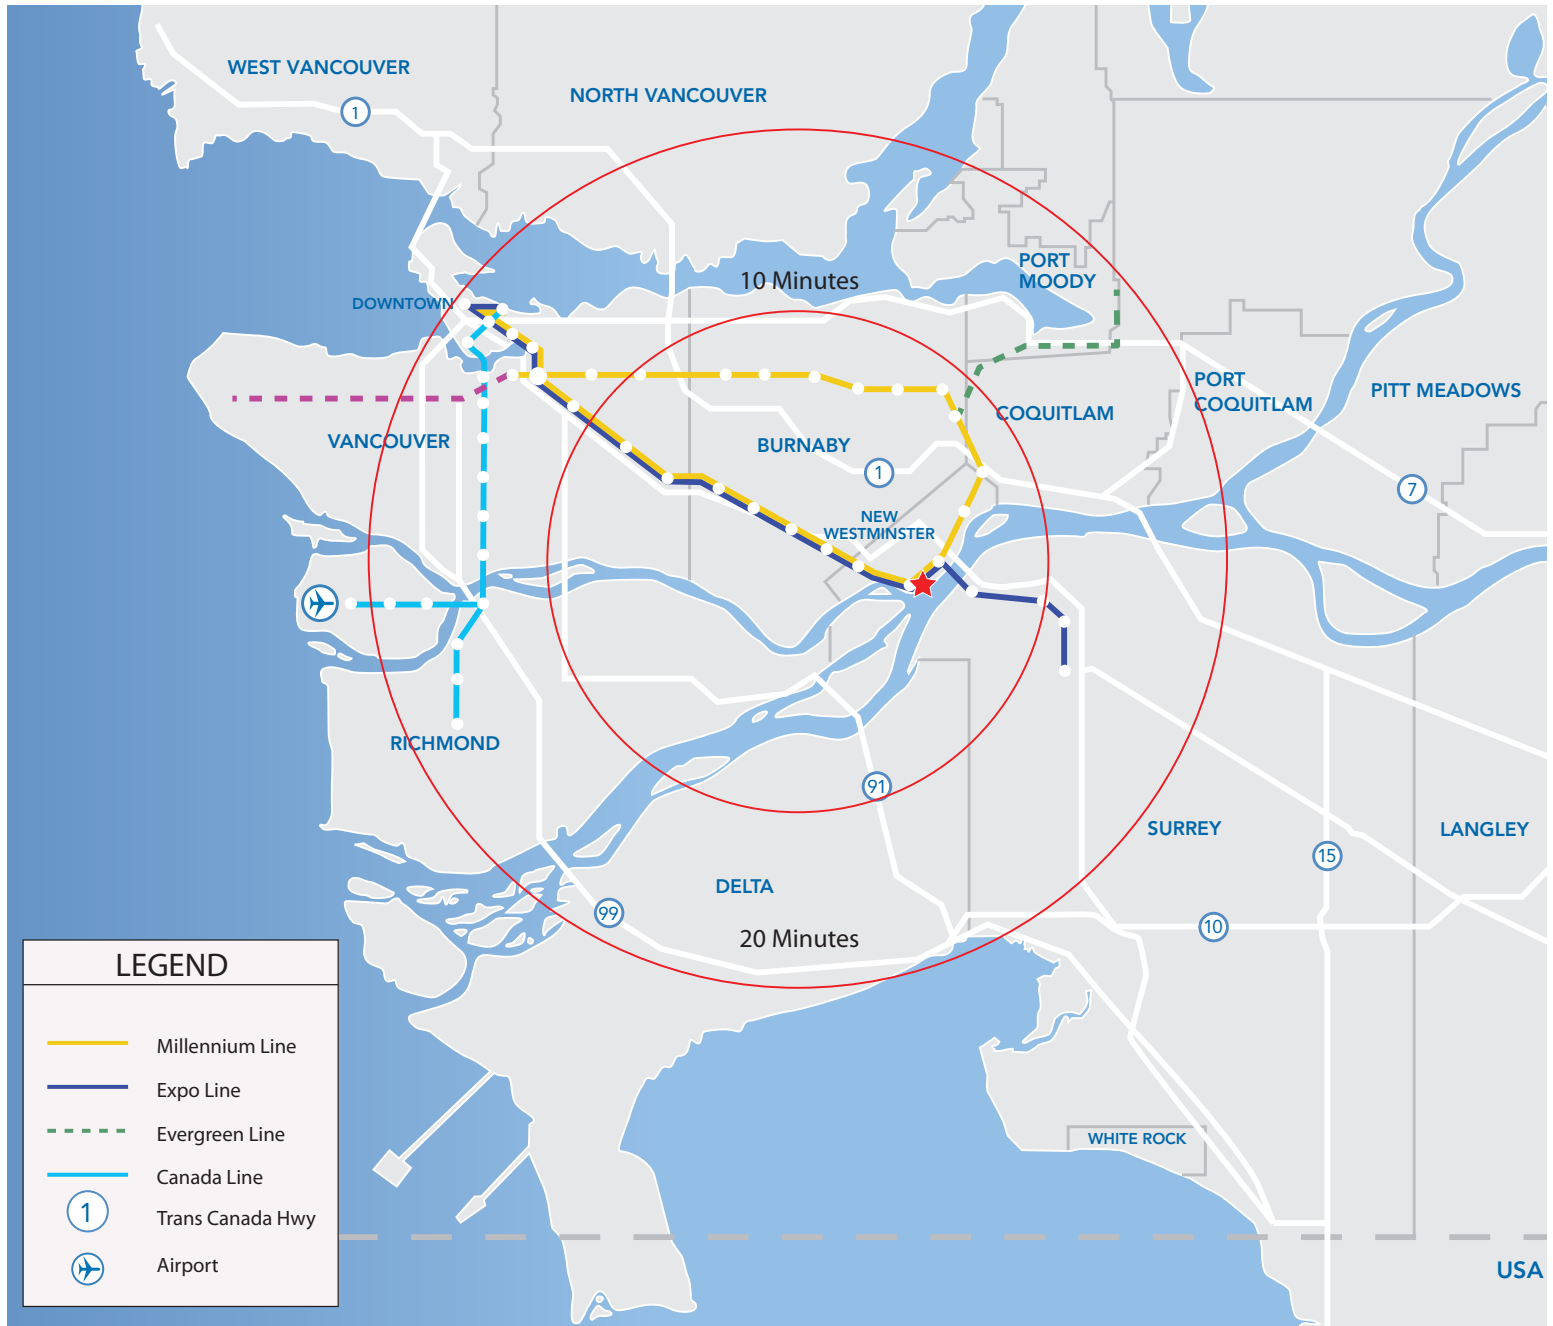 WEST VANCOUVER
NORTH VANCOUVER
1
PORT
MOODY
10 Minutes
DOWNTOWN
PORT
COQUITLAM
PITT MEADOWS
COQUITLAM
VANCOUVER
BURNABY
1
7
NEW
WESTMINSTER
RICHMOND
91
SURREY
LANGLEY
15
DELTA
99
10
20 Minutes
LEGEND
Millennium Line
Expo Line
Evergreen Line
Canada Line
1
Trans Canada Hwy
Airport
WHITE ROCK
USA